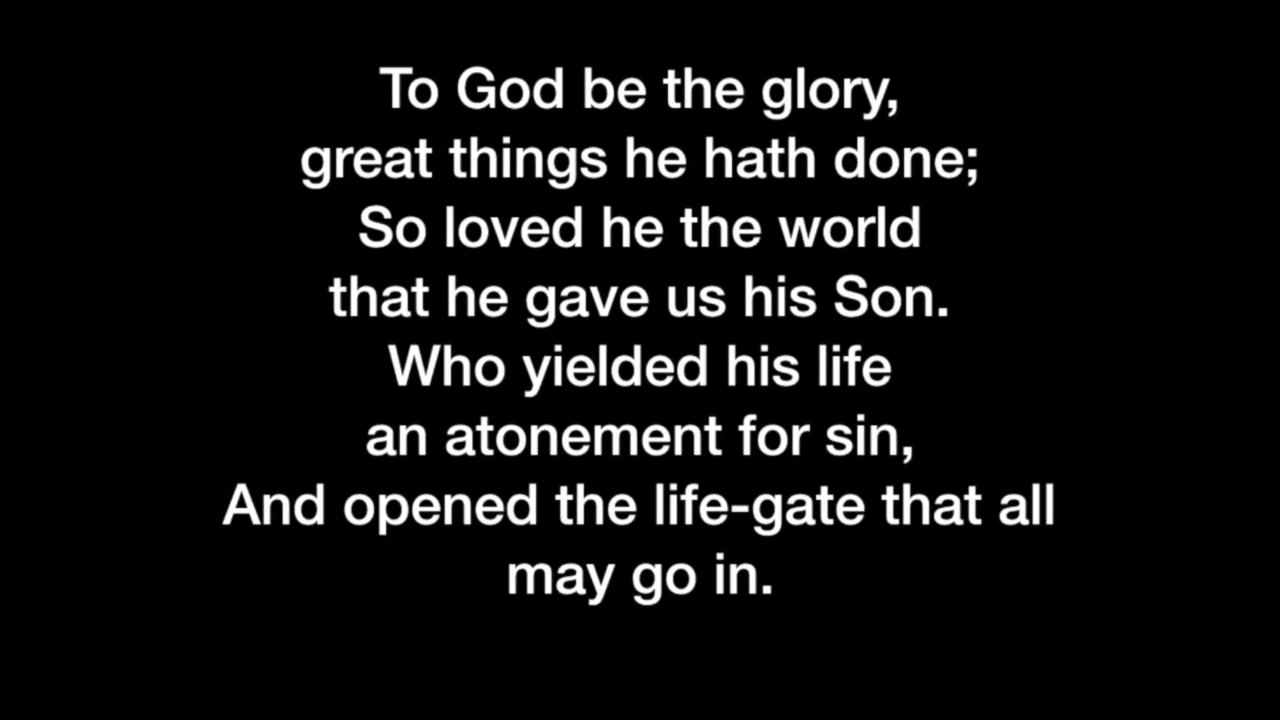 To God be the glory,
great things he hath done;
So loved he the world
that he gave us his Son.
Who yielded his life
an atonement for sin,
And opened the life-gate that all
may go in.